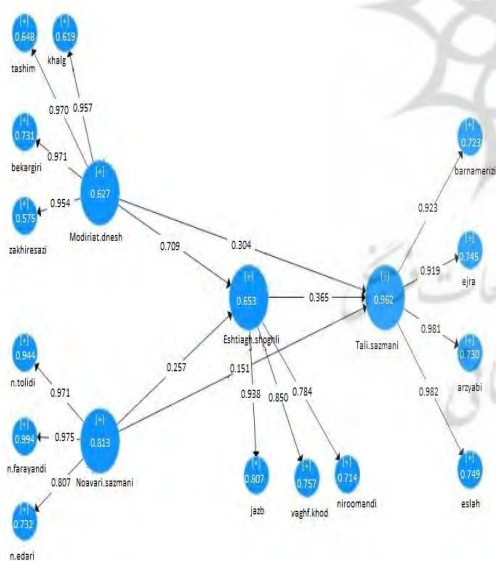 [+] [+]
0.648 0.619
tashim khalg
0.970 0.957
[+]
0.731
bekargiri
0.971
[+]
0.575
zakhiresazi
0.954
[+]
0.627
Modiriat.dnesh
0.709
0.304
[+]
0.653
Eshtiagh.shoghli
0.365
[+]
0.962
Tali.sazmani
0.257
0.151
[+]
0.944
n.tolidi
0.971
[+]
0.994
n.farayandi
0.975
[+]
0.732
n.edari
0.807
[+]
0.813
Noavari.sazmani
0.938 0.850 0.784
[+] [+] [+]
0.807 0.757 0.714
jazb vaghf.khod niroomandi
[+]
0.723
barnamerizi
0.923
[+]
0.745
ejra
0.919
[+]
0.730
arzyabi
0.981
[+]
0.749
eslah
0.982